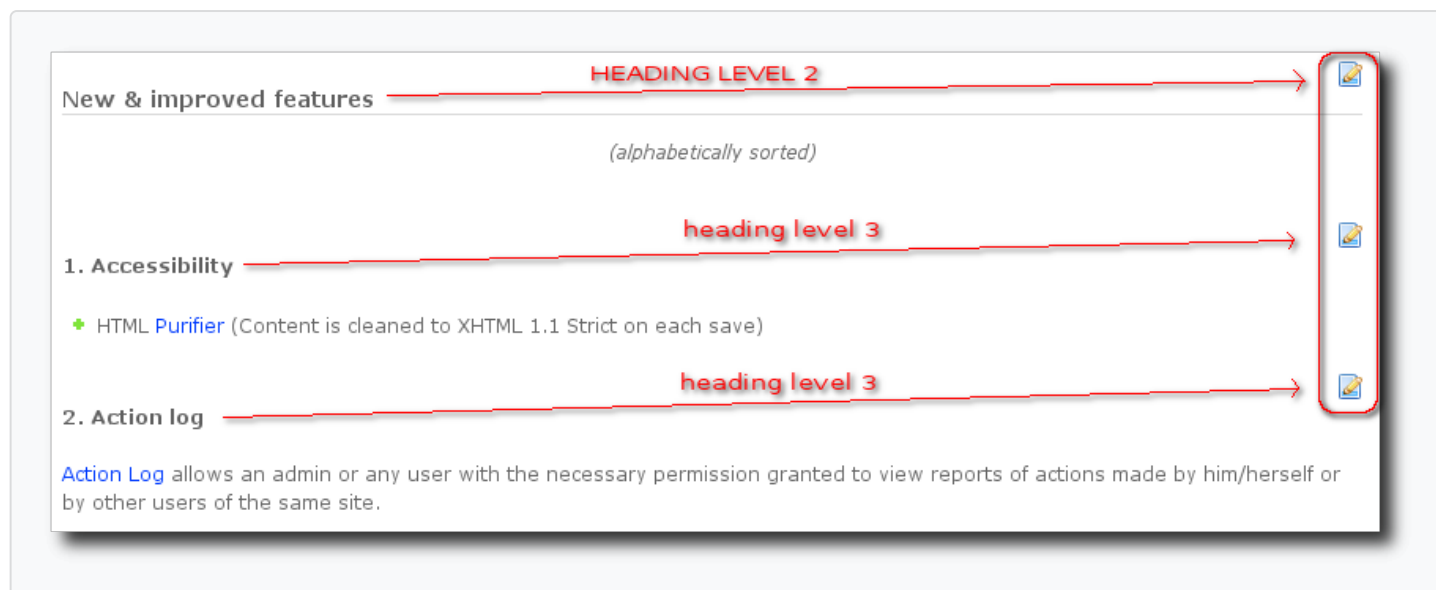 HEADING LEVEL 2
New & improved features
(alphabetically sorted)
heading level 3
1. Accessibility
HTML Purifier (Content is cleaned to XHTML 1.1 Strict on each save)
heading level 3
2. Action log
Action Log allows an admin or any user with the necessary permission granted to view reports of actions made by him/herself or
by other users of the same site.